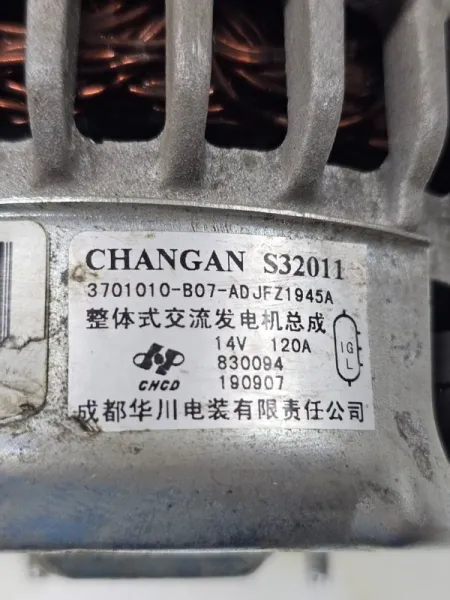 CHANGAN S32011
3701010-B07-ADJFZ1945A
整体式交流发电机总成
14V 120A
IG
L
830094
CHCD
190907
成都华川电装有限责任公司